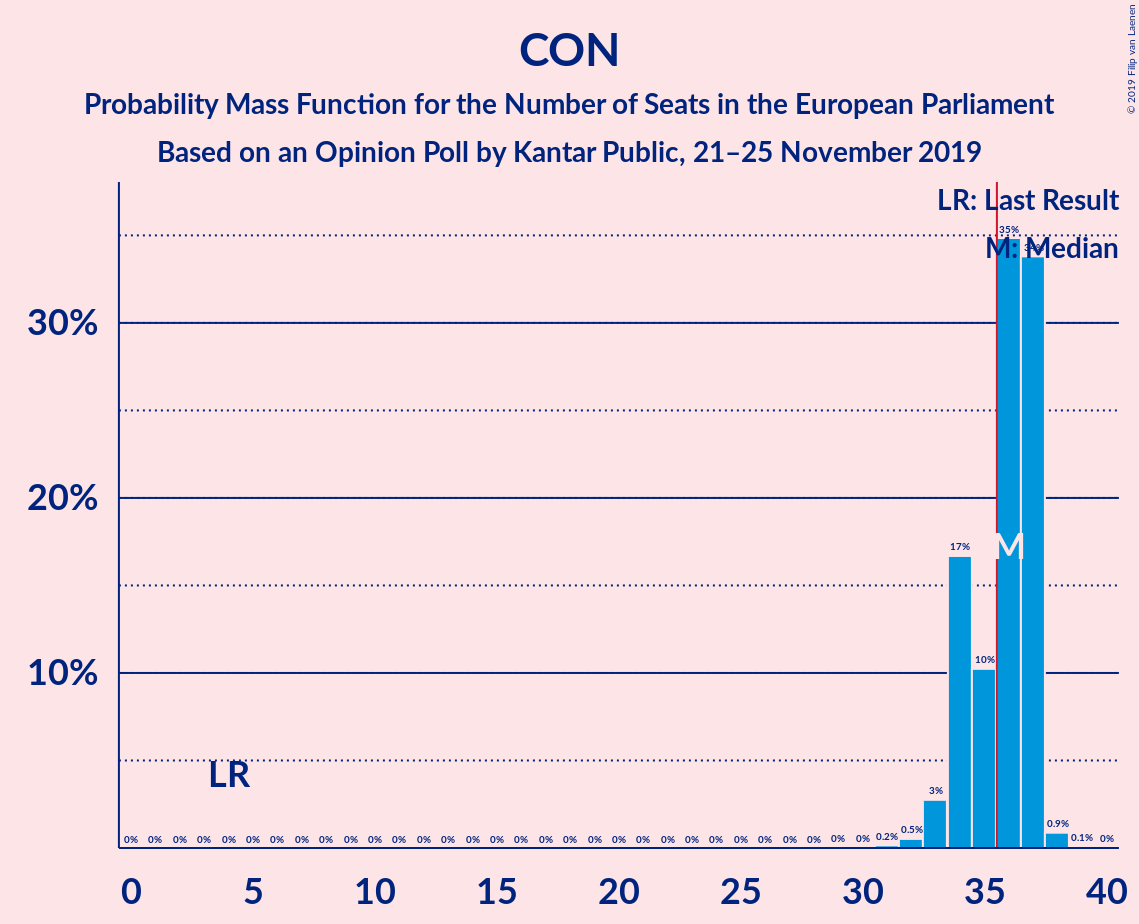 CON
Probability Mass Function for the Number of Seats in the European Parliament
Based on an Opinion Poll by Kantar Public, 21–25 November 2019
© 2019 Filip van Laenen
LR: Last Result
M: Median
35%
34%
30%
20%
17%
M
10%
10%
LR
3%
0% 0% 0% 0% 0% 0% 0% 0% 0% 0% 0% 0% 0% 0% 0% 0% 0% 0% 0% 0% 0% 0% 0% 0% 0% 0% 0% 0% 0% 0% 0% 0.2% 0.5% 0.9% 0.1% 0%
0 5 10 15 20 25 30 35 40